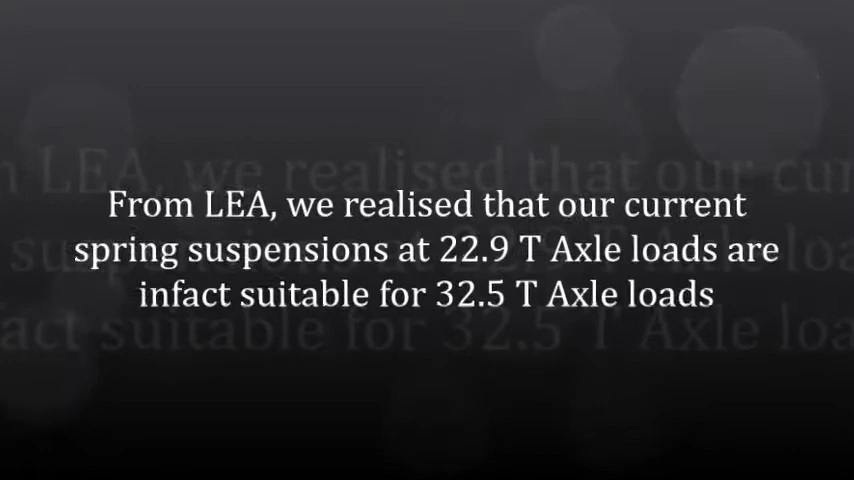 From LEA, we realised that our current
spring suspensions at 22.9 T Axle loads are
infact suitable for 32.5 T Axle loads